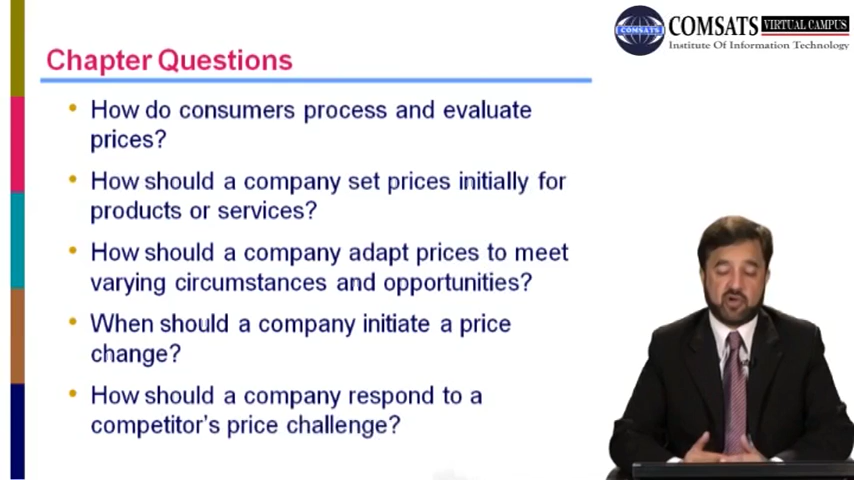 COMSATS VIRTUAL CAMPUS
COMSATS
Institute Of Information Technology
Chapter Questions
• How do consumers process and evaluate
prices?
• How should a company set prices initially for
products or services?
• How should a company adapt prices to meet
varying circumstances and opportunities?
• When should a company initiate a price
change?
• How should a company respond to a
competitor's price challenge?